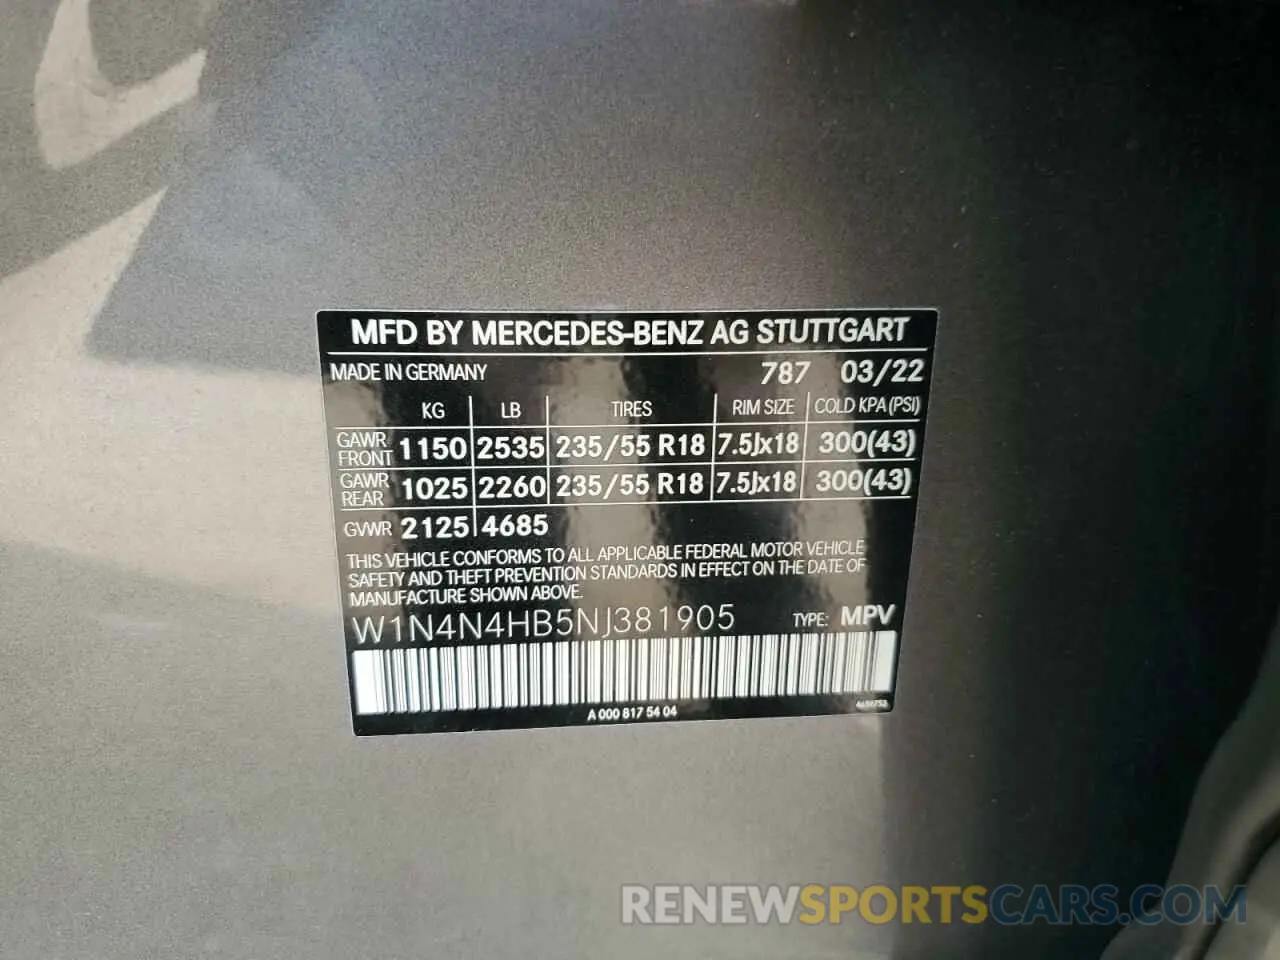 MFD BY MERCEDES-BENZ AG STUTTGART
MADE IN GERMANY 787 03/22
KG LB TIRES RIM SIZE COLD KPA (PSI)
GAWR FRONT 1150 2535 235/55 R18 7.5Jx18 300(43)
GAWR REAR 1025 2260 235/55 R18 7.5Jx18 300(43)
GVWR 2125 4685
THIS VEHICLE CONFORMS TO ALL APPLICABLE FEDERAL MOTOR VEHICLE
SAFETY AND THEFT PREVENTION STANDARDS IN EFFECT ON THE DATE OF
MANUFACTURE SHOWN ABOVE.
W1N4N4HB5NJ381905 TYPE: MPV
A 000 817 54 04
RENEWSPORTSCARS.COM